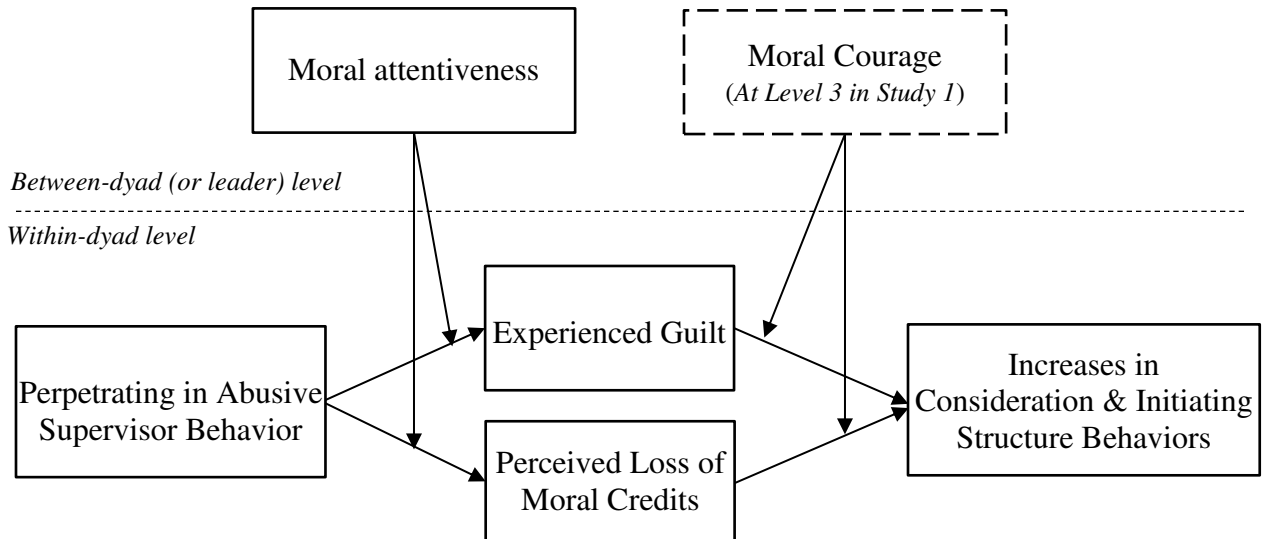 Moral attentiveness
Moral Courage
(At Level 3 in Study 1)
Between-dyad (or leader) level
Within-dyad level
Experienced Guilt
Perpetrating in Abusive
Supervisor Behavior
Increases in
Consideration & Initiating
Structure Behaviors
Perceived Loss of
Moral Credits